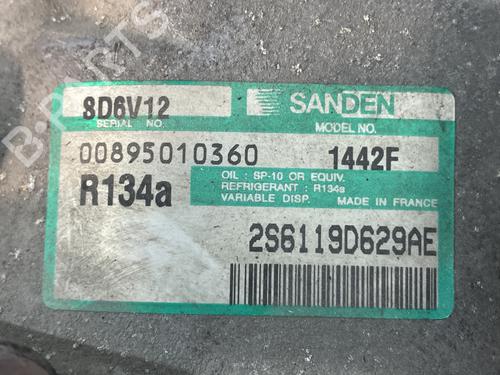 8D6V12
SANDEN
SERIAL NO.
MODEL NO.
00895010360
1442F
R134a
OIL : SP-10 OR EQUIV.
REFRIGERANT : R134a
VARIABLE DISP. MADE IN FRANCE
2S6119D629AE
B-PARTS